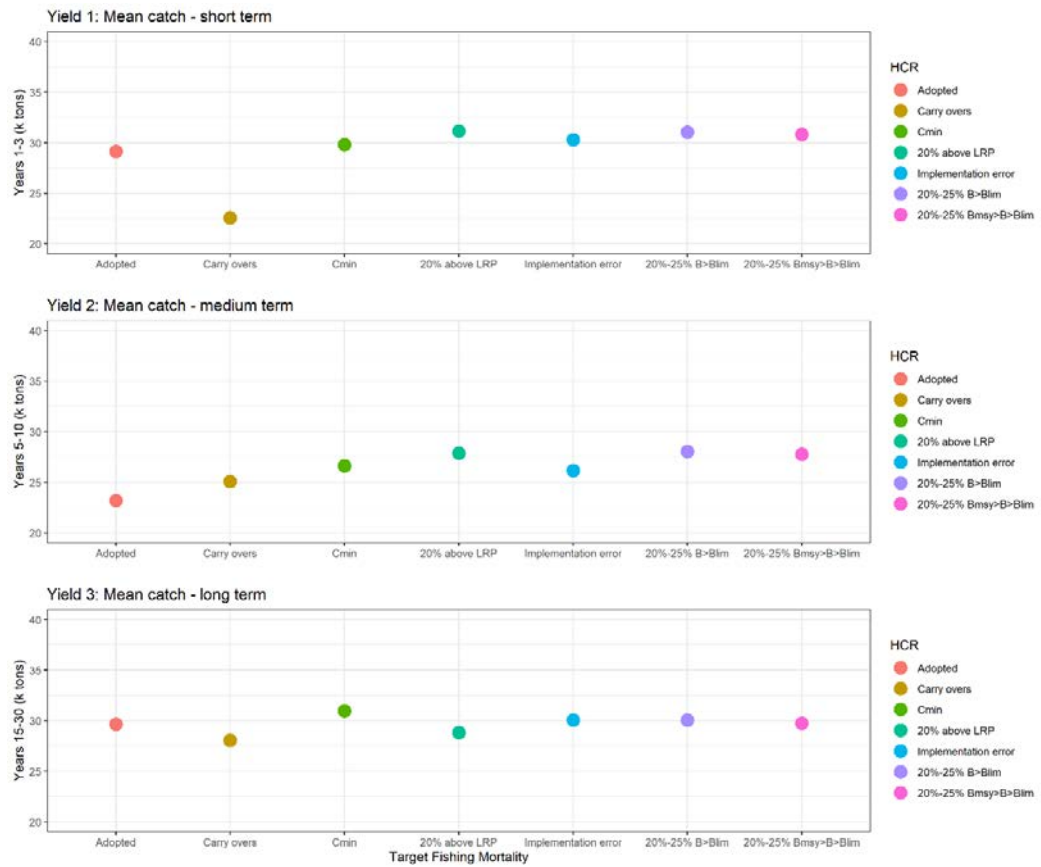 Yield 1: Mean catch - short term
Years 1-3 (k tons)
40
35
30
25
20
Adopted Carry overs Cmin 20% above LRP Implementation error 20%-25% B>Blim 20%-25% Bmsy>B>Blim
HCR
Adopted
Carry overs
Cmin
20% above LRP
Implementation error
20%-25% B>Blim
20%-25% Bmsy>B>Blim
Yield 2: Mean catch - medium term
Years 5-10 (k tons)
40
35
30
25
20
Adopted Carry overs Cmin 20% above LRP Implementation error 20%-25% B>Blim 20%-25% Bmsy>B>Blim
HCR
Adopted
Carry overs
Cmin
20% above LRP
Implementation error
20%-25% B>Blim
20%-25% Bmsy>B>Blim
Yield 3: Mean catch - long term
Years 15-30 (k tons)
40
35
30
25
20
Adopted Carry overs Cmin 20% above LRP Implementation error 20%-25% B>Blim 20%-25% Bmsy>B>Blim
Target Fishing Mortality
HCR
Adopted
Carry overs
Cmin
20% above LRP
Implementation error
20%-25% B>Blim
20%-25% Bmsy>B>Blim